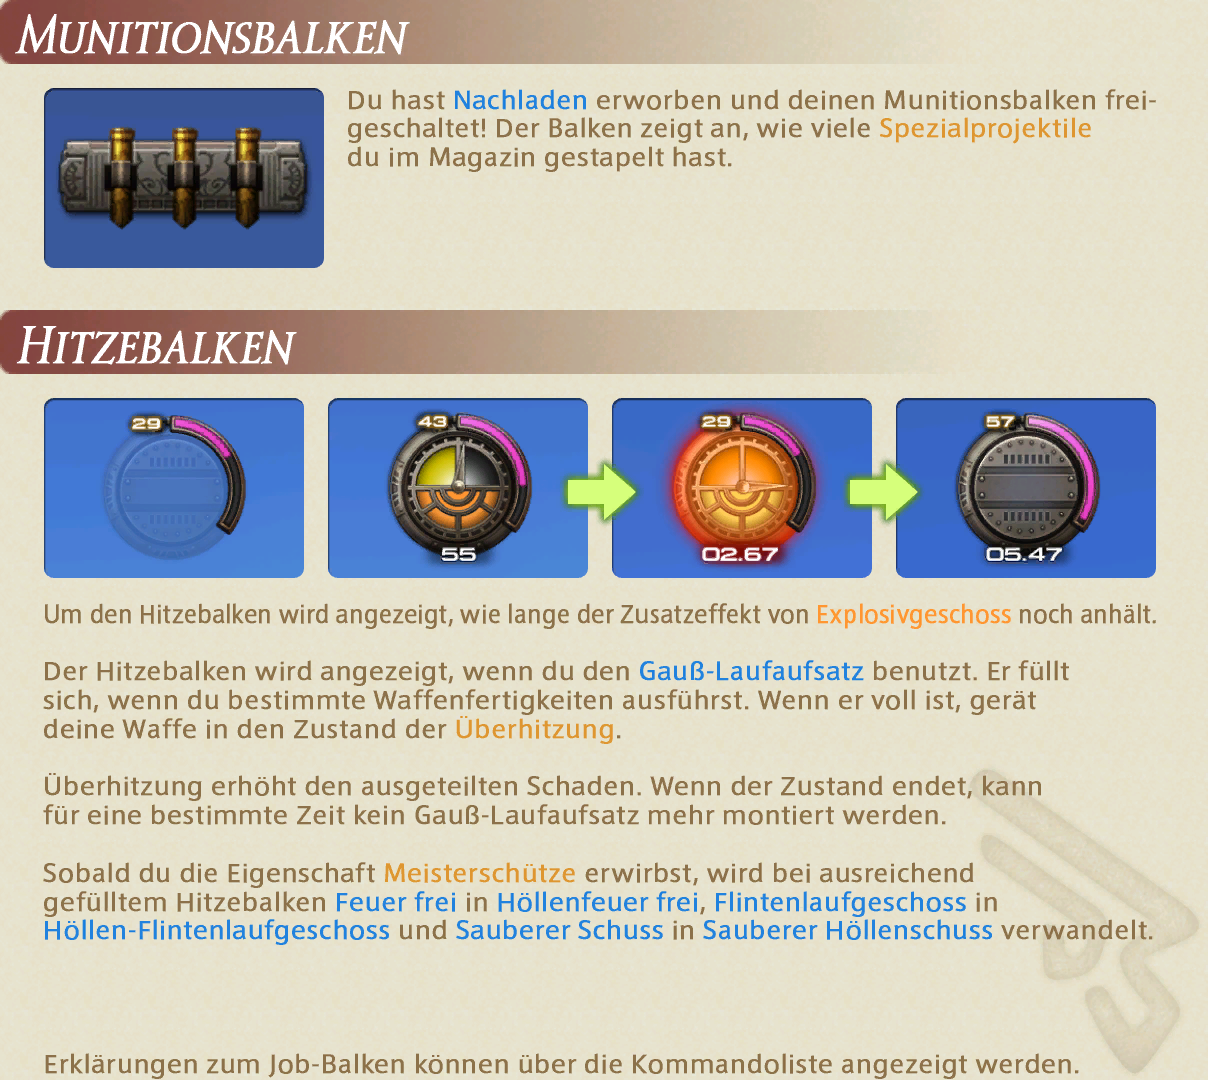 MUNITIONSBALKEN
Du hast Nachladen erworben und deinen Munitionsbalken frei-
geschaltet! Der Balken zeigt an, wie viele Spezialprojektile
du im Magazin gestapelt hast.
HITZEBALKEN
29
43
29
57
55
02.67
05.47
Um den Hitzebalken wird angezeigt, wie lange der Zusatzeffekt von Explosivgeschoss noch anhält.
Der Hitzebalken wird angezeigt, wenn du den Gauß-Laufaufsatz benutzt. Er füllt
sich, wenn du bestimmte Waffenfertigkeiten ausführst. Wenn er voll ist, gerät
deine Waffe in den Zustand der Überhitzung.
Überhitzung erhöht den ausgeteilten Schaden. Wenn der Zustand endet, kann
für eine bestimmte Zeit kein Gauß-Laufaufsatz mehr montiert werden.
Sobald du die Eigenschaft Meisterschütze erwirbst, wird bei ausreichend
gefülltem Hitzebalken Feuer frei in Höllenfeuer frei, Flintenlaufgeschoss in
Höllen-Flintenlaufgeschoss und Sauberer Schuss in Sauberer Höllenschuss verwandelt.
Erklärungen zum Job-Balken können über die Kommandoliste angezeigt werden.